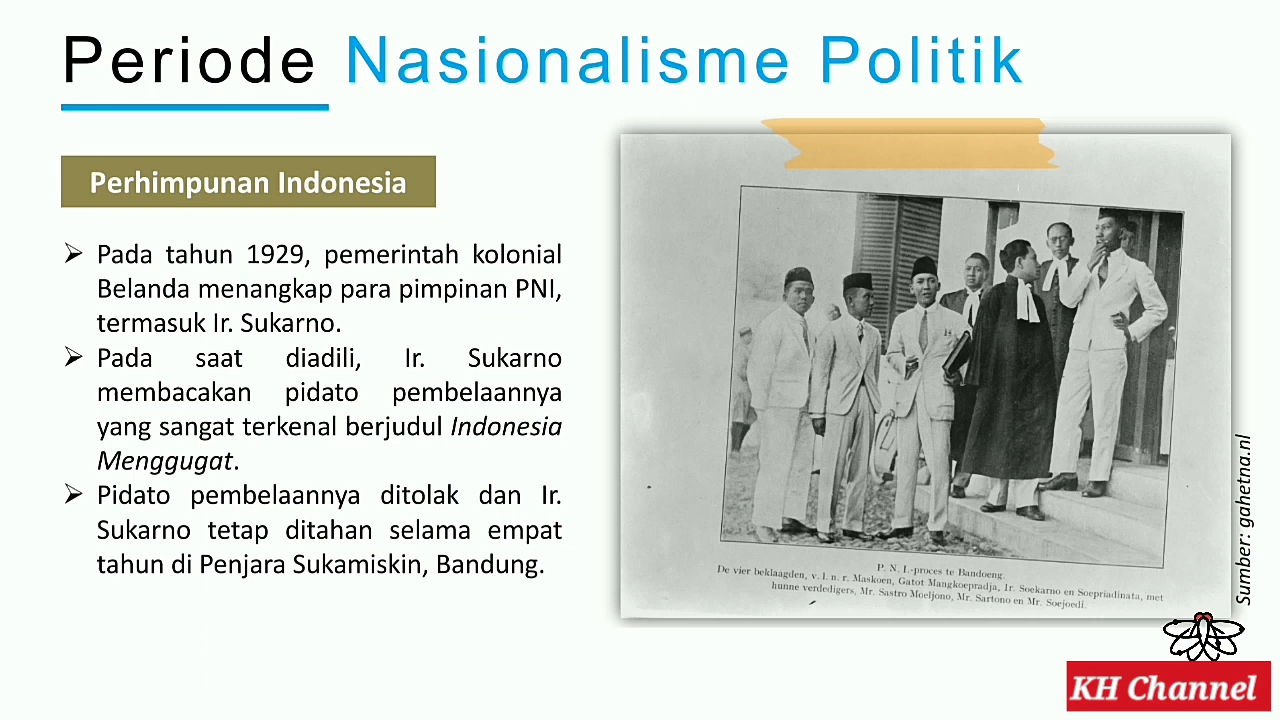 Periode Nasionalisme Politik
Perhimpunan Indonesia
➢ Pada tahun 1929, pemerintah kolonial
Belanda menangkap para pimpinan PNI,
termasuk Ir. Sukarno.
➢ Pada saat diadili, Ir. Sukarno
membacakan pidato pembelaannya
yang sangat terkenal berjudul Indonesia
Menggugat.
➢ Pidato pembelaannya ditolak dan Ir.
Sukarno tetap ditahan selama empat
tahun di Penjara Sukamiskin, Bandung.
P. N. I.-proces te Bandoeng.
De vier beklaagden, v. l. n. r. Maskoen, Gatot Mangkoepradja, Ir. Soekarno en Soepriadinata, met
hunne verdedigers, Mr. Sastro Moeljono, Mr. Sartono en Mr. Soejoedi.
Sumber: gahetna.nl
KH Channel